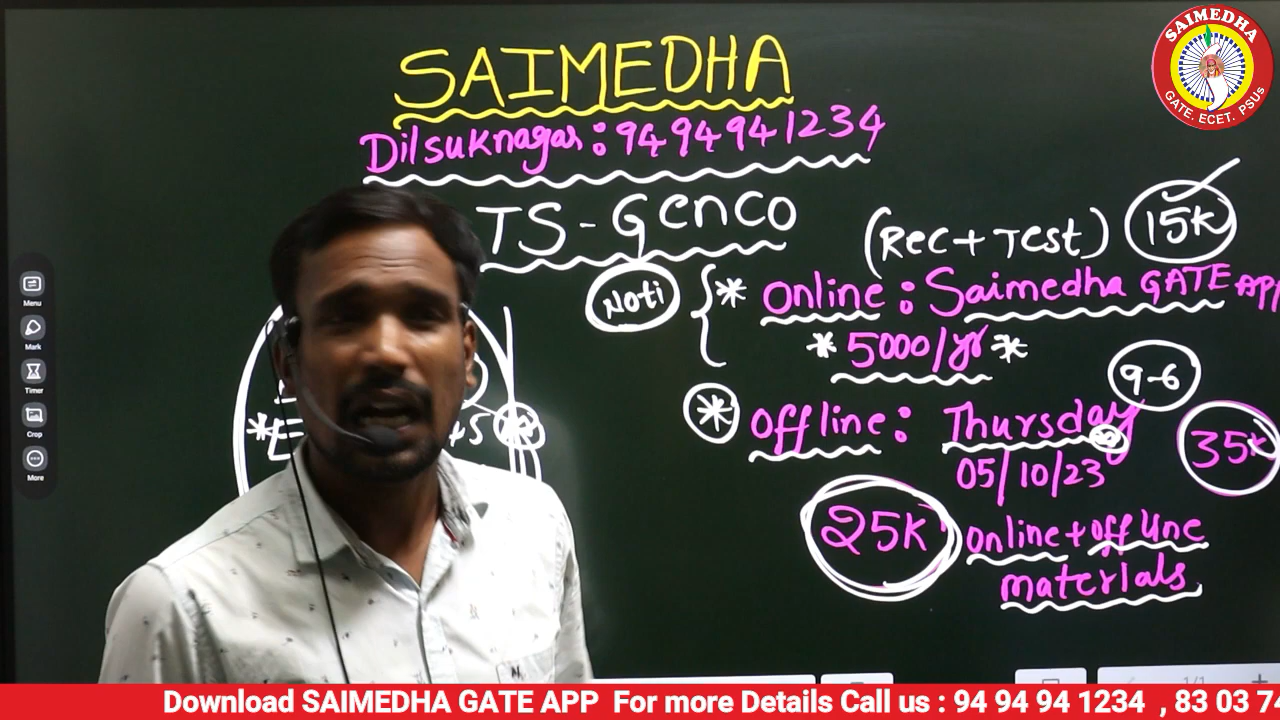 SAIMEDHA
GATE. ECET. PSUs
SAIMEDHA
Dilsuknagar : 9494941234
TS-Genco
(Rec + Test) 15K
Noti
* Online : Saimedha GATE APP
* 5000/yr *
9-6
* Offline : Thursday
35K
05/10/23
25K online + offline
materials
Menu
Mark
Timer
Crop
More
1/1
Download SAIMEDHA GATE APP For more Details Call us : 94 94 94 1234 , 83 03 7